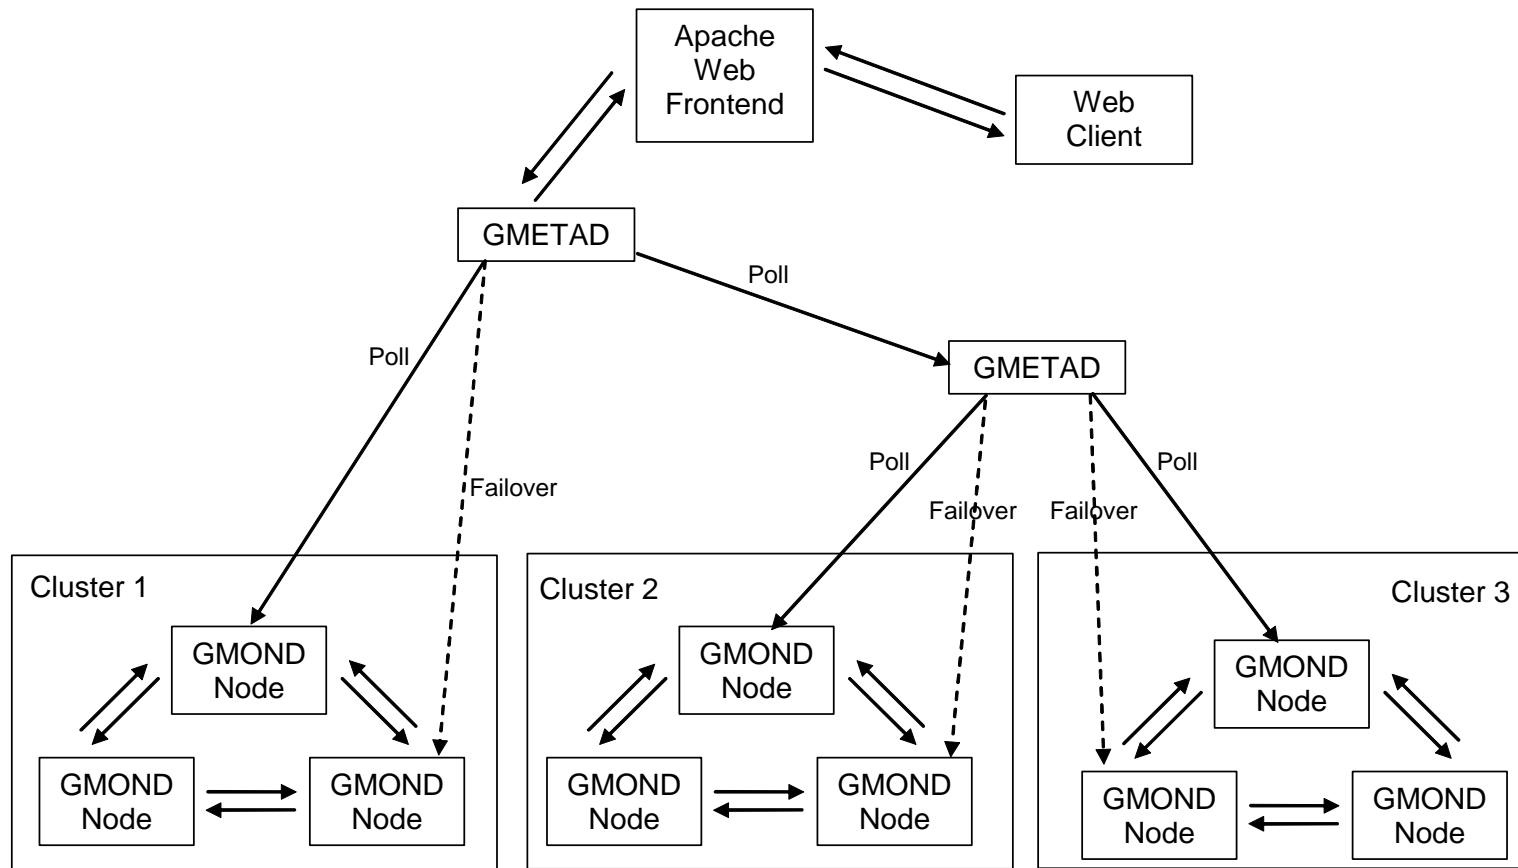 Apache
Web
Frontend
Web
Client
GMETAD
Poll
Poll
GMETAD
Poll
Poll
Failover
Failover
Failover
Cluster 1
Cluster 2
Cluster 3
GMOND
Node
GMOND
Node
GMOND
Node
GMOND
Node
GMOND
Node
GMOND
Node
GMOND
Node
GMOND
Node
GMOND
Node